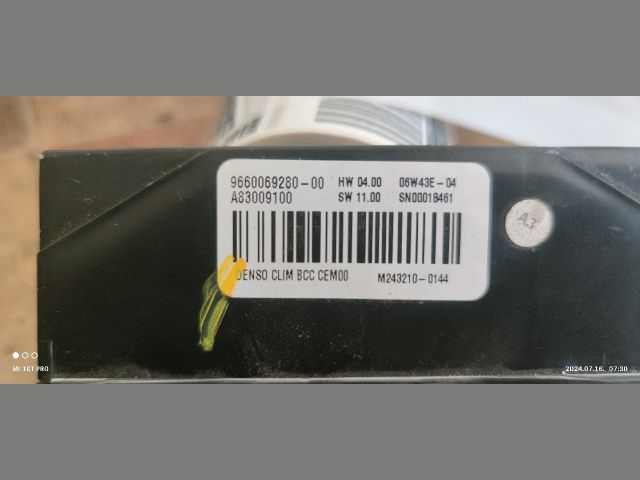 9660069280-00 HW 04.00 06W43E-04
A83009100 SW 11.00 SN00018461
A3
DENSO CLIM BCC CEM00 M243210-0144
MI 10T PRO 2024.07.16. 07:30